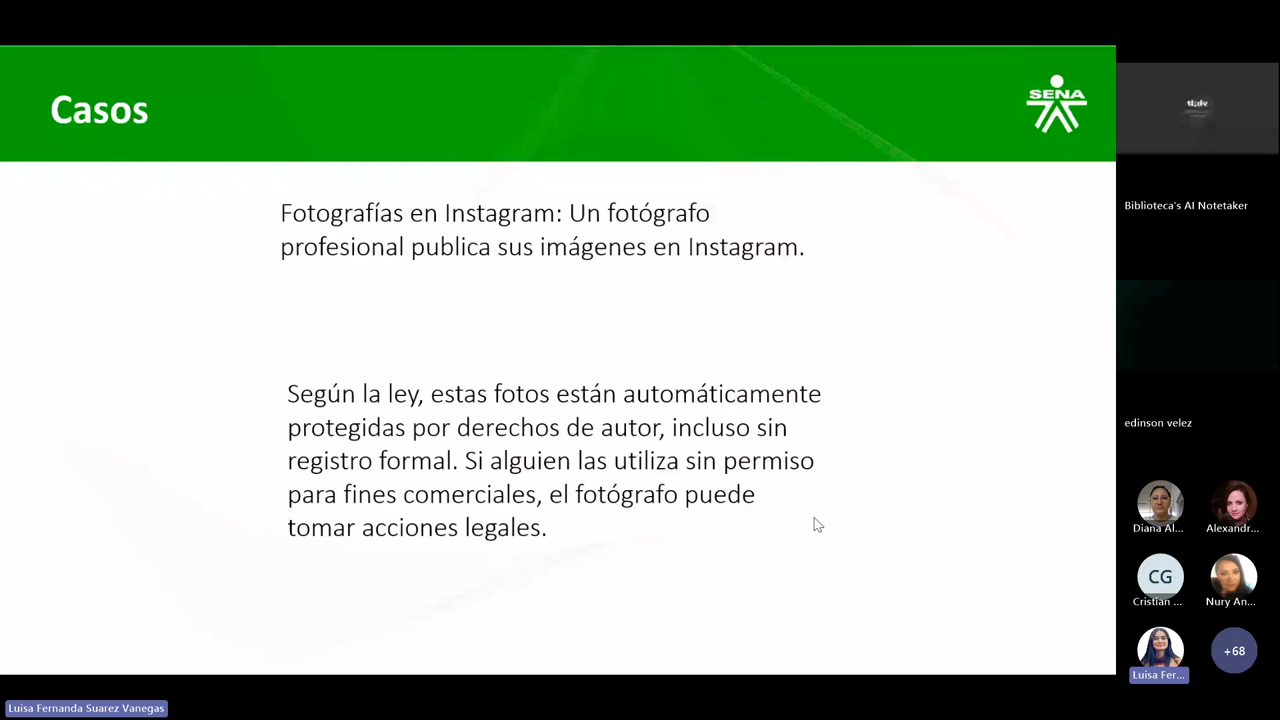 Casos
SENA
Fotografías en Instagram: Un fotógrafo
profesional publica sus imágenes en Instagram.
Según la ley, estas fotos están automáticamente
protegidas por derechos de autor, incluso sin
registro formal. Si alguien las utiliza sin permiso
para fines comerciales, el fotógrafo puede
tomar acciones legales.
tl;dv
Biblioteca's AI Notetaker
edinson velez
Diana Al...
Alexandr...
CG
Cristian ...
Nury An...
Luisa Fer...
+68
Luisa Fernanda Suarez Vanegas